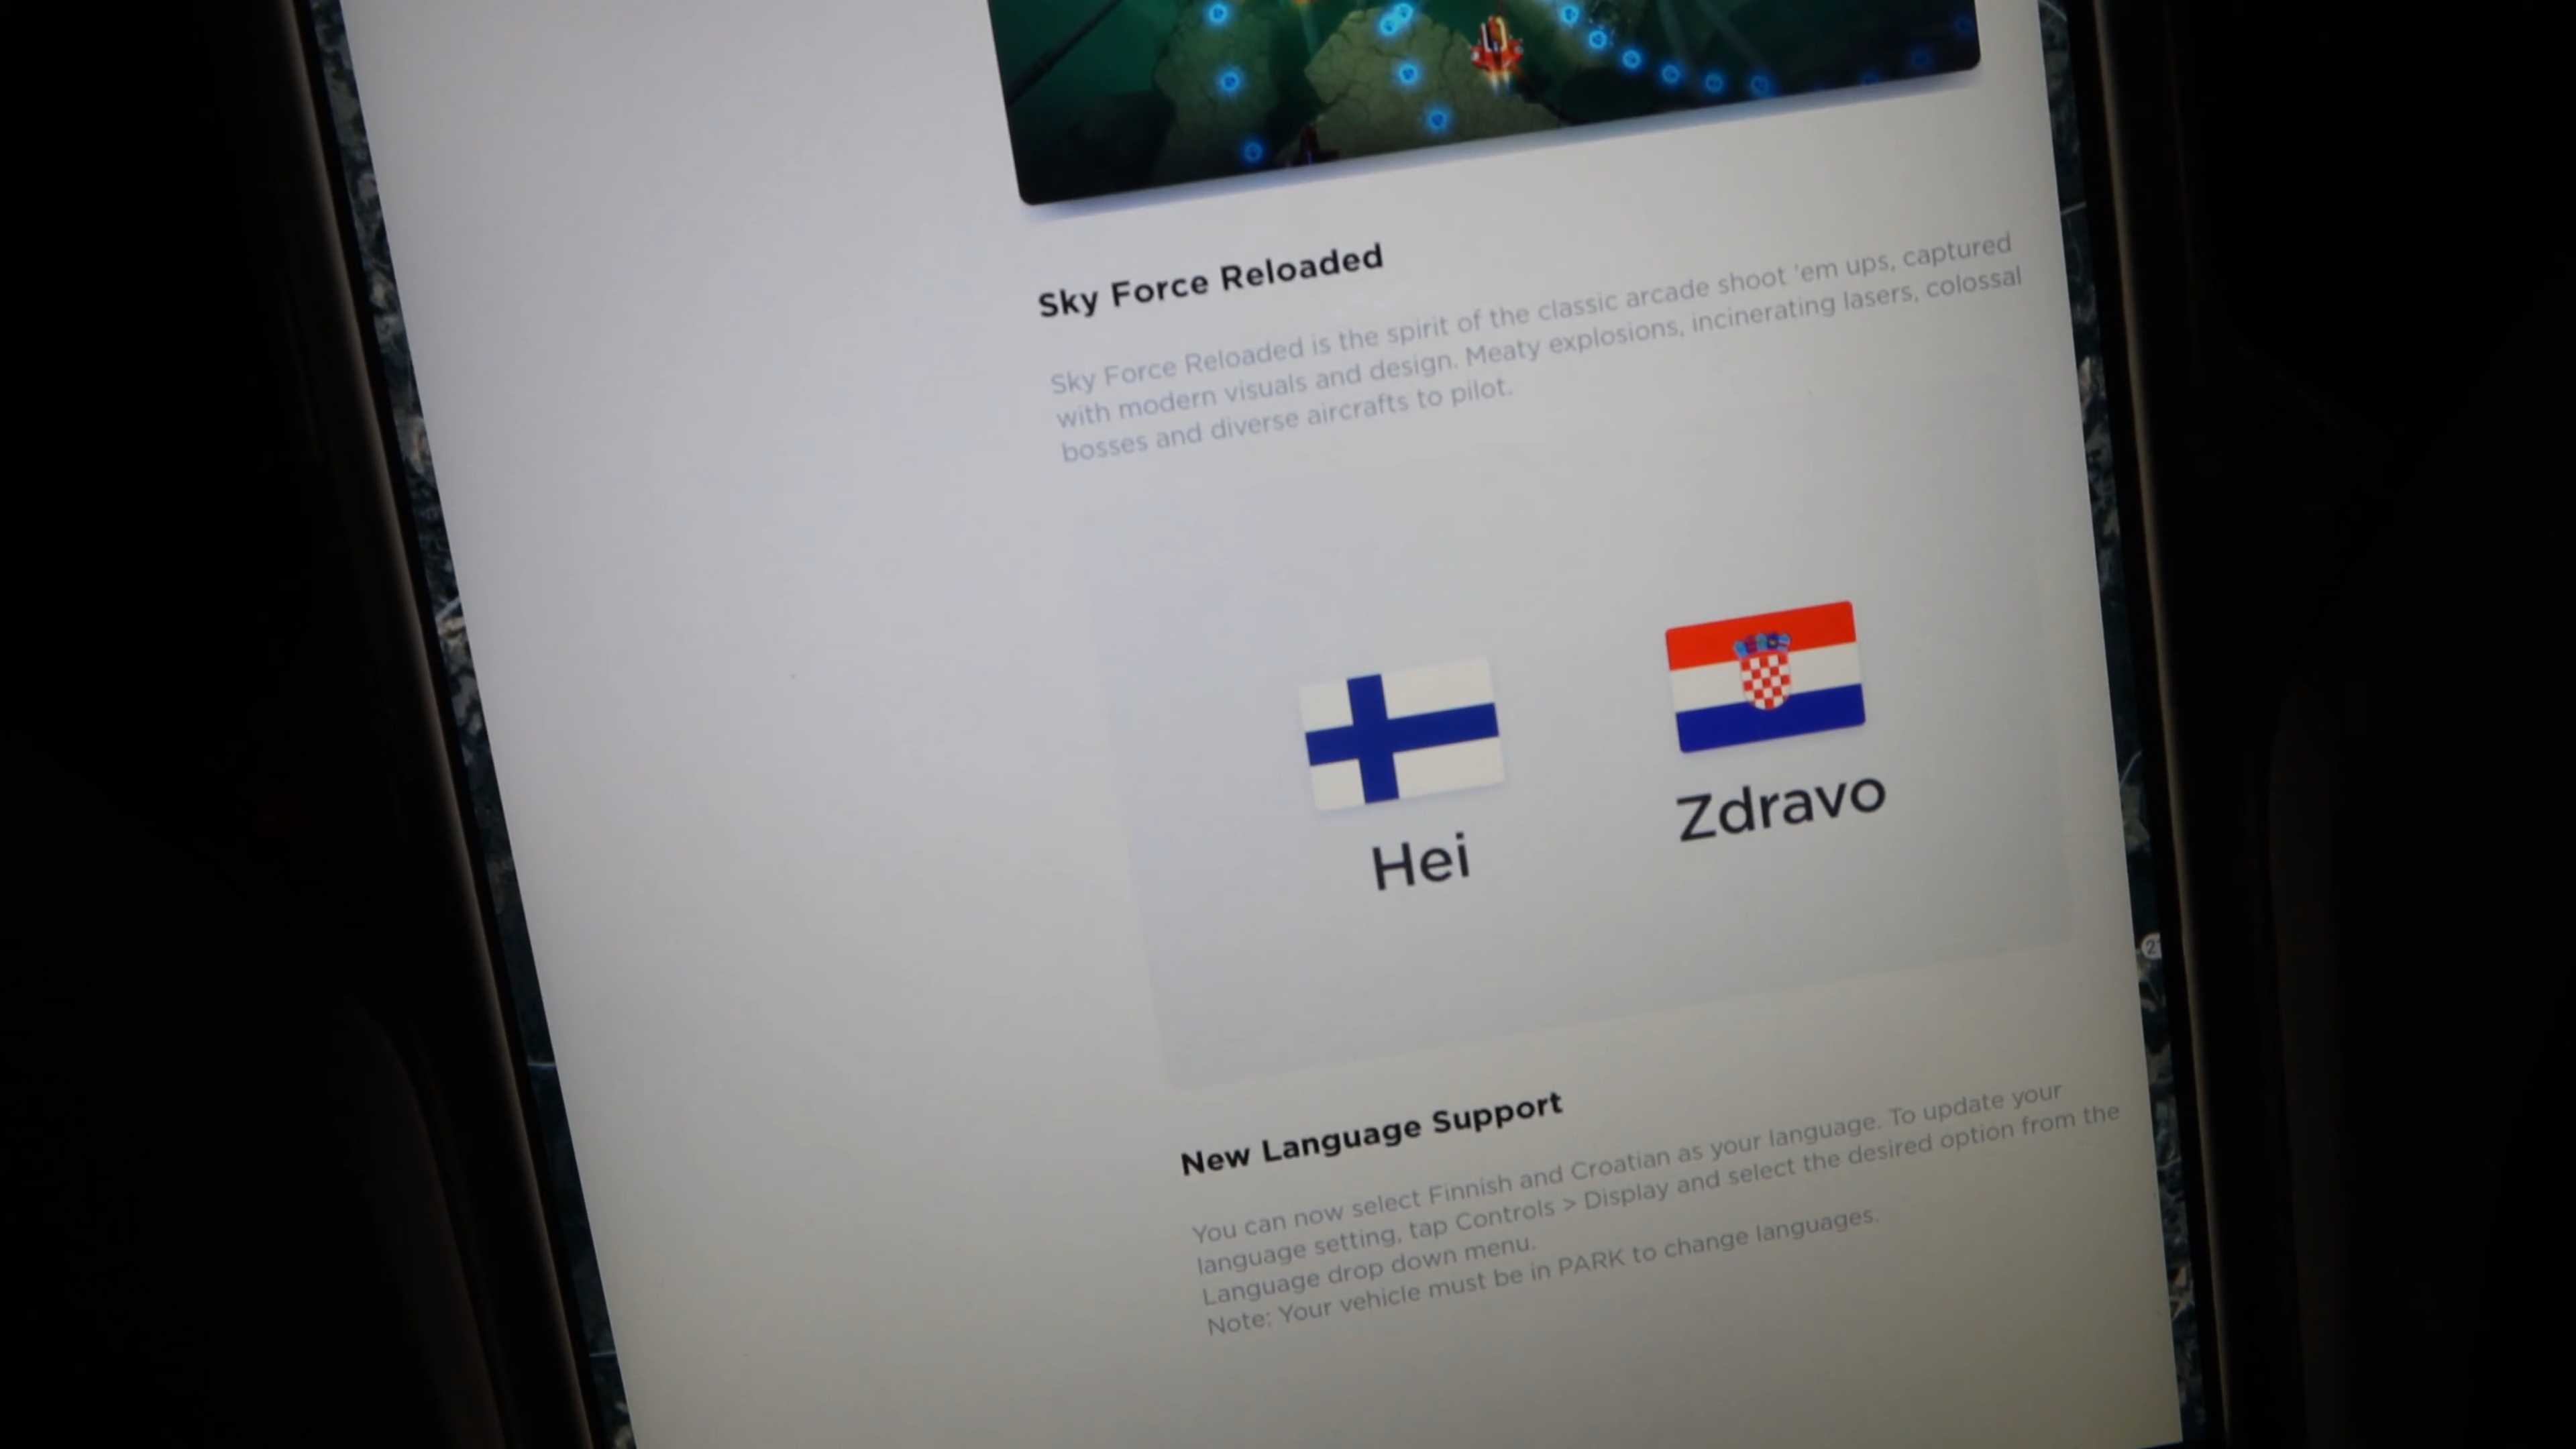 Sky Force Reloaded
Sky Force Reloaded is the spirit of the classic arcade shoot 'em ups, captured
with modern visuals and design. Meaty explosions, incinerating lasers, colossal
bosses and diverse aircrafts to pilot.
Hei
Zdravo
New Language Support
You can now select Finnish and Croatian as your language. To update your
language setting, tap Controls > Display and select the desired option from the
Language drop down menu.
Note: Your vehicle must be in PARK to change languages.